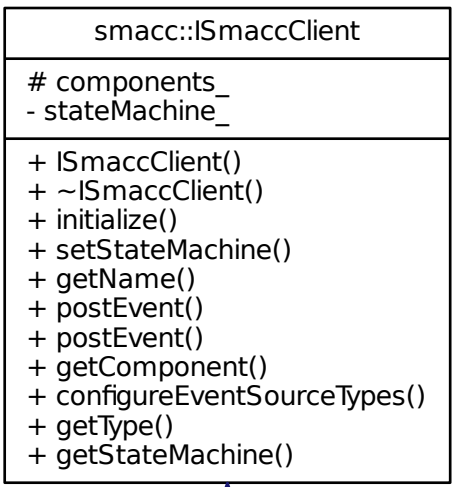 smacc::ISmaccClient
# components_
- stateMachine_
+ ISmaccClient()
+ ~ISmaccClient()
+ initialize()
+ setStateMachine()
+ getName()
+ postEvent()
+ postEvent()
+ getComponent()
+ configureEventSourceTypes()
+ getType()
+ getStateMachine()